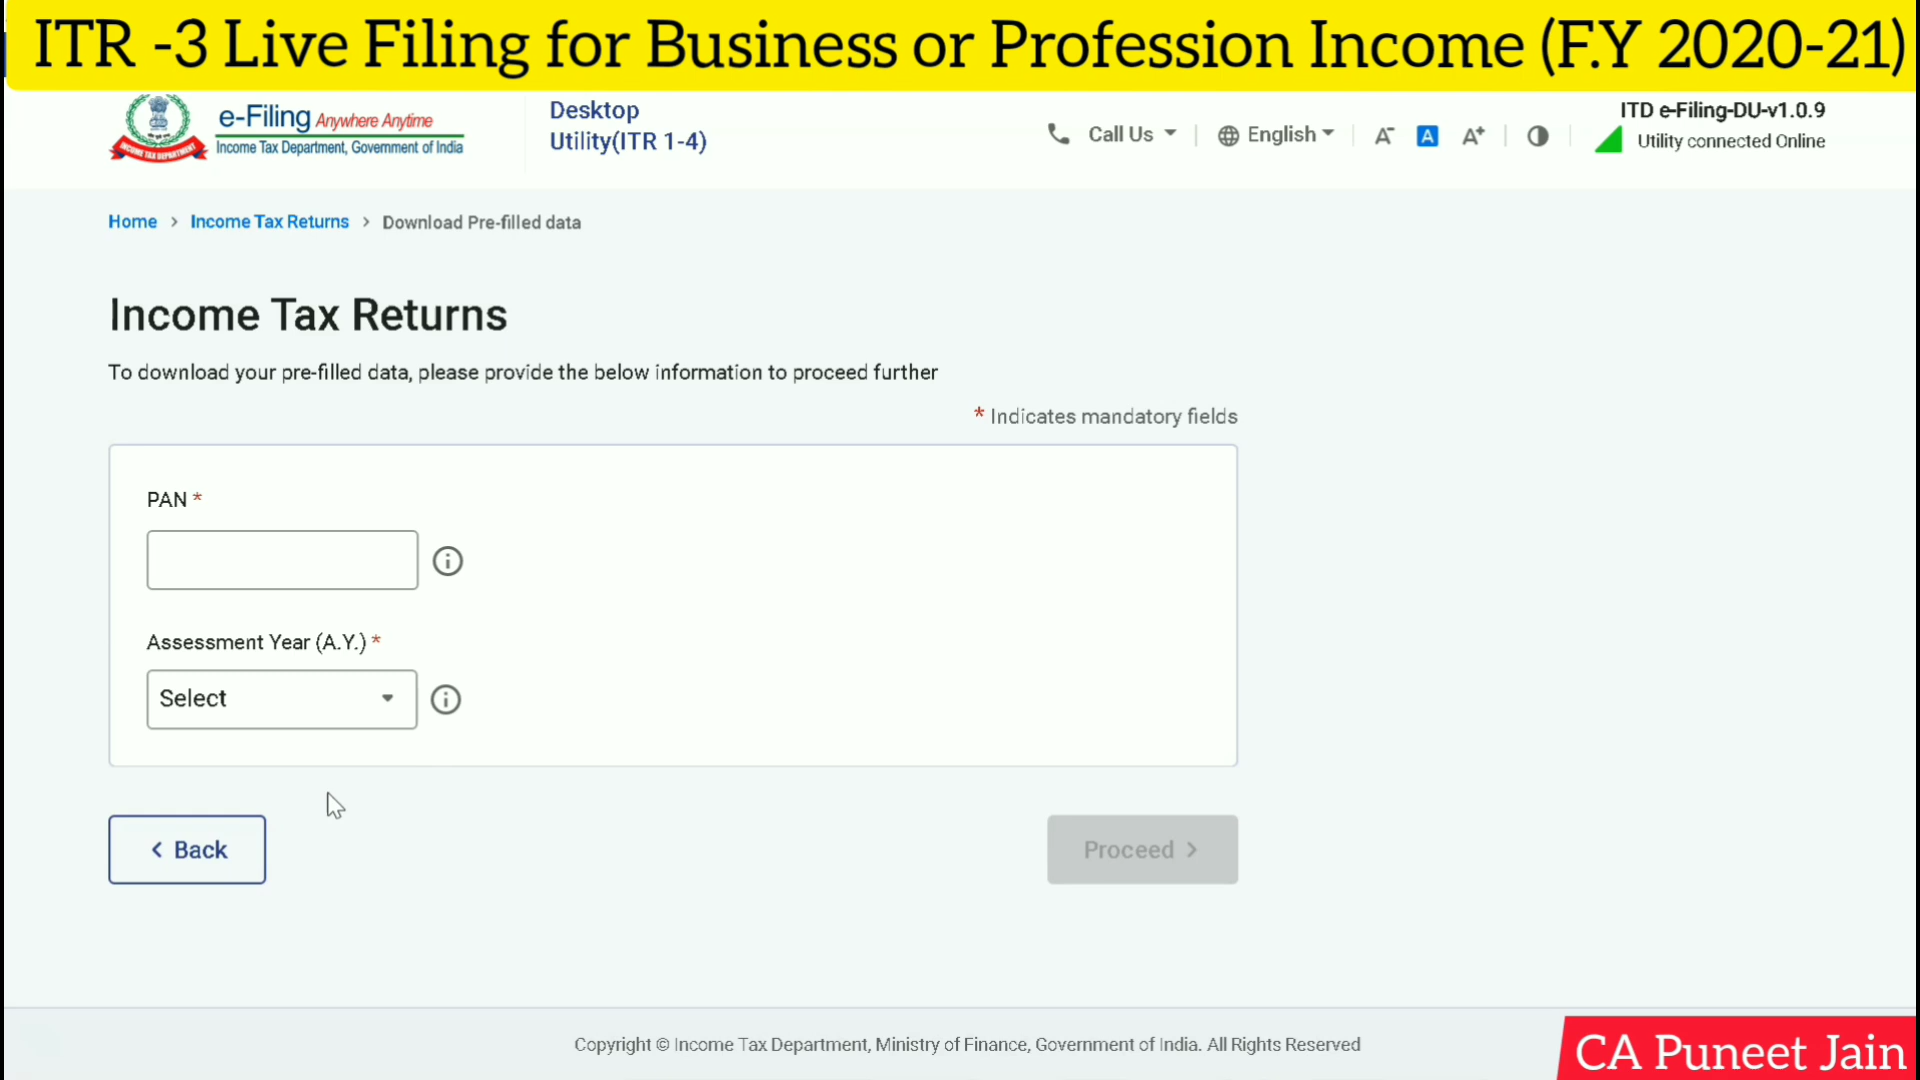 ITR -3 Live Filing for Business or Profession Income (F.Y 2020-21)
e-Filing Anywhere Anytime
Income Tax Department, Government of India
INCOME TAX DEPARTMENT
Desktop
Utility(ITR 1-4)
Call Us
English
A-
A
A+
ITD e-Filing-DU-v1.0.9
Utility connected Online
Home > Income Tax Returns > Download Pre-filled data
Income Tax Returns
To download your pre-filled data, please provide the below information to proceed further
* Indicates mandatory fields
PAN *
Assessment Year (A.Y.) *
Select
< Back
Proceed >
Copyright © Income Tax Department, Ministry of Finance, Government of India. All Rights Reserved
CA Puneet Jain